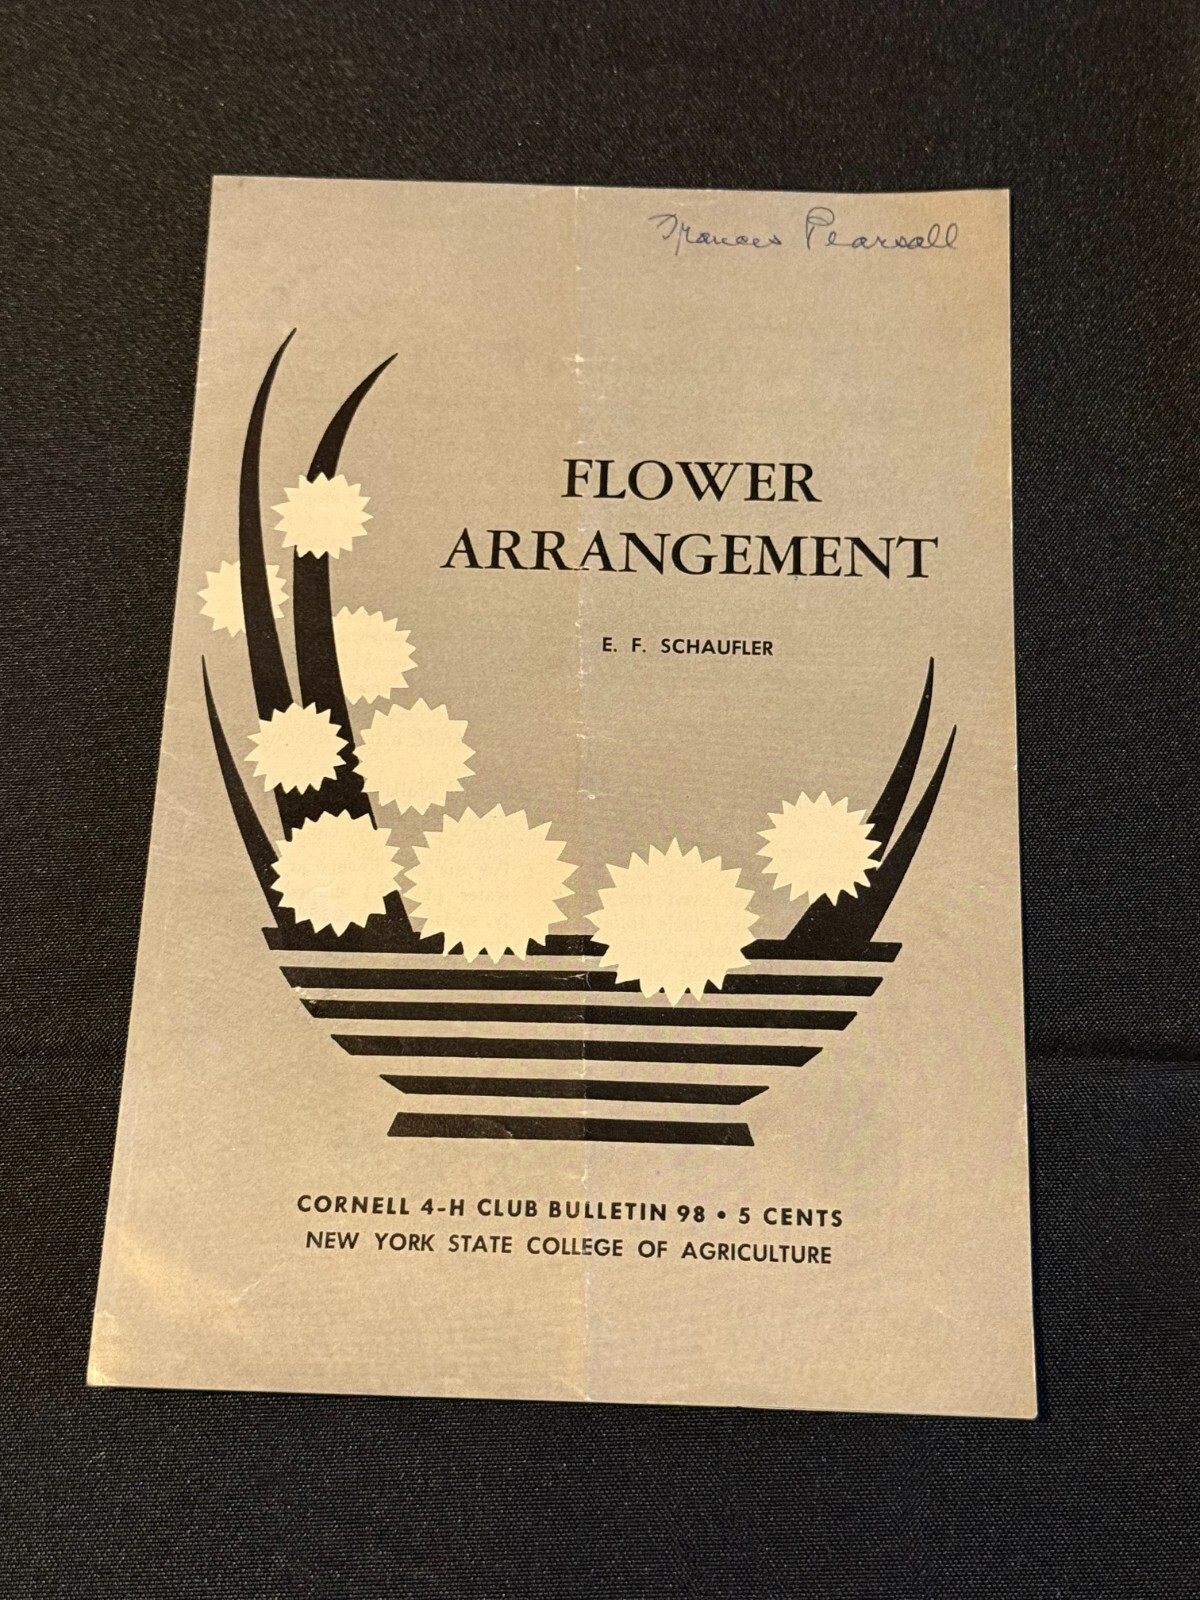 Frances Pearsall
FLOWER
ARRANGEMENT
E. F. SCHAUFLER
CORNELL 4-H CLUB BULLETIN 98 • 5 CENTS
NEW YORK STATE COLLEGE OF AGRICULTURE